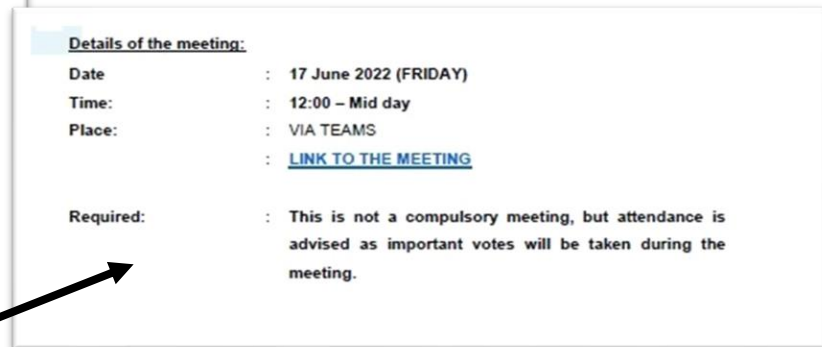 Details of the meeting:
Date : 17 June 2022 (FRIDAY)
Time: : 12:00 – Mid day
Place: : VIA TEAMS
: LINK TO THE MEETING
Required: : This is not a compulsory meeting, but attendance is
advised as important votes will be taken during the
meeting.